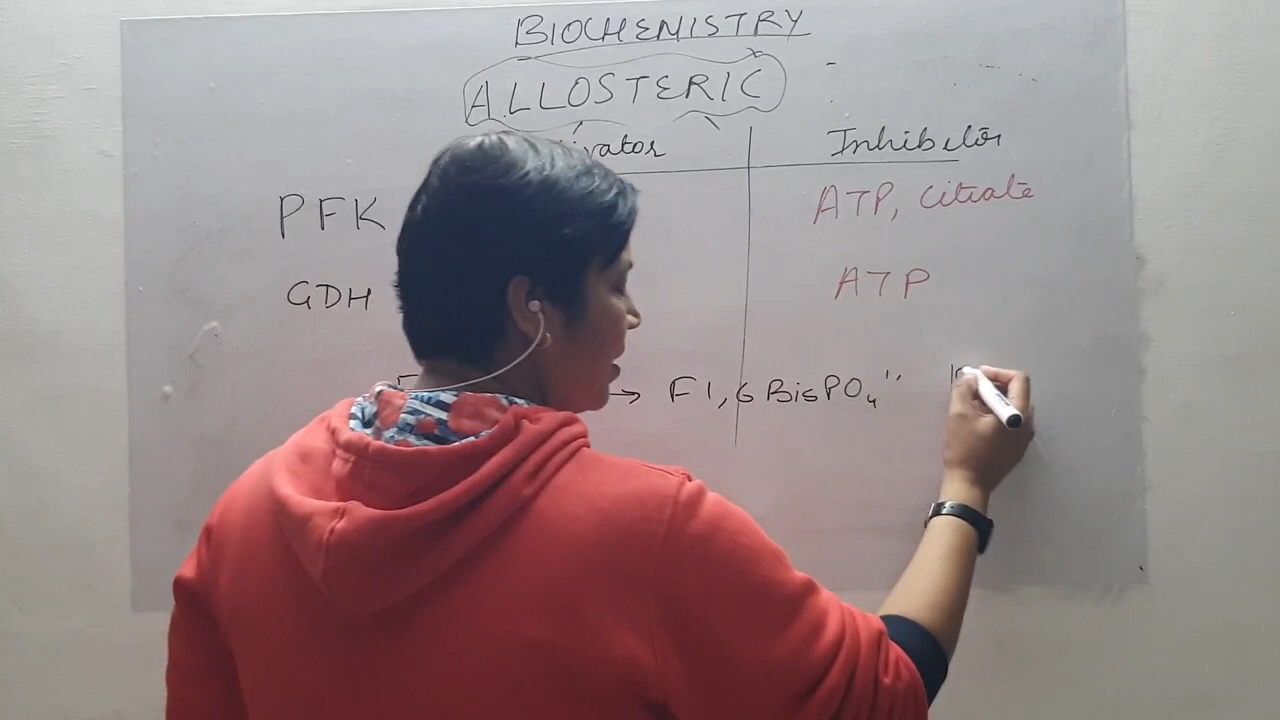 BIOCHEMISTRY
ALLOSTERIC
Inhibitor
PFK ATP, Citrate
GDH ATP
→ F1,6 BisPO4"